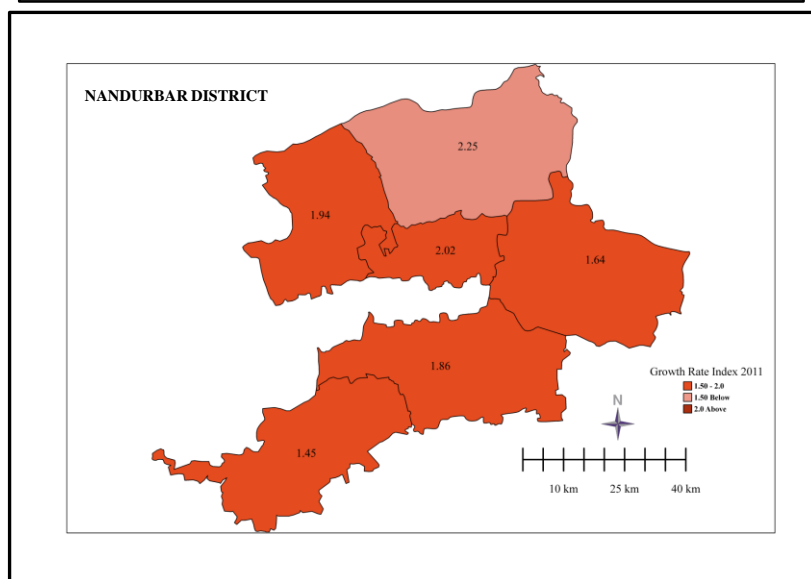 NANDURBAR DISTRICT
2.25
1.94
2.02
1.64
1.86
1.45
Growth Rate Index 2011
1.50 - 2.0
1.50 Below
2.0 Above
N
10 km 25 km 40 km